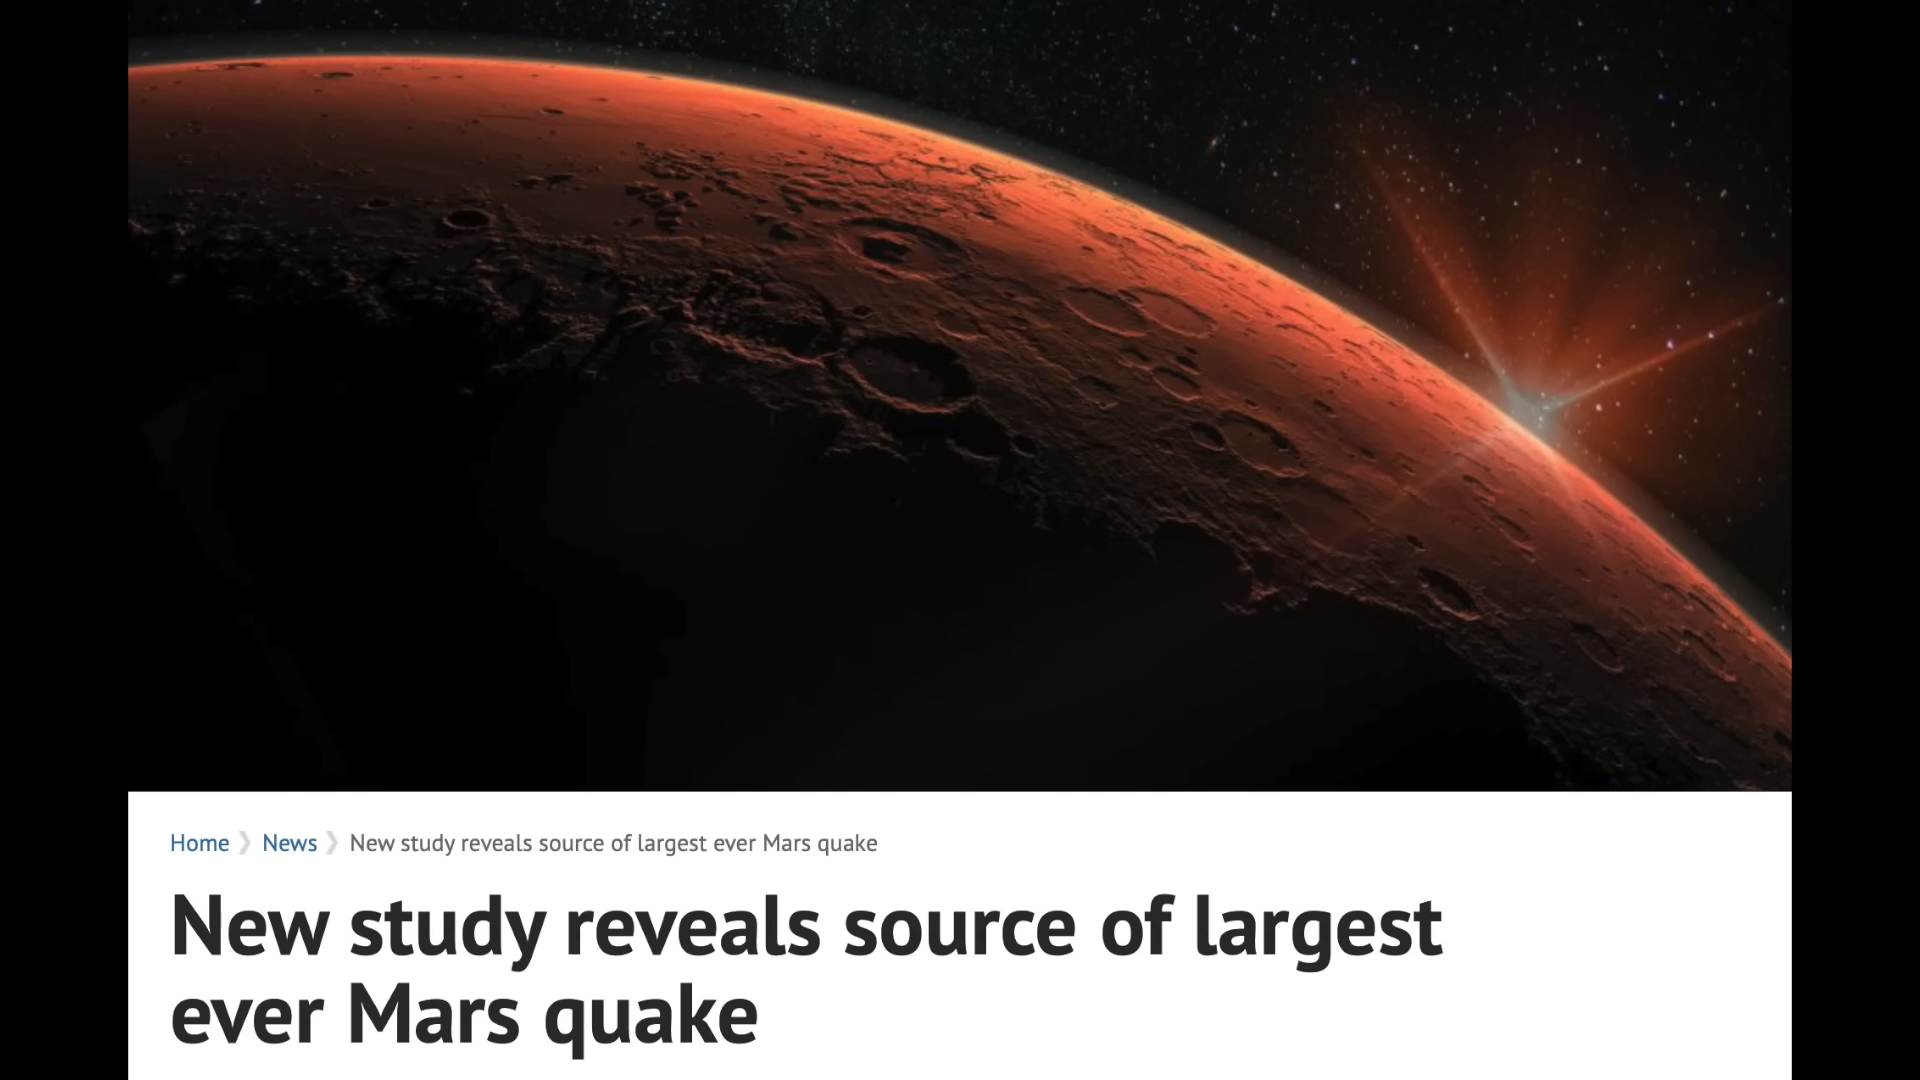 Home > News > New study reveals source of largest ever Mars quake
New study reveals source of largest
ever Mars quake